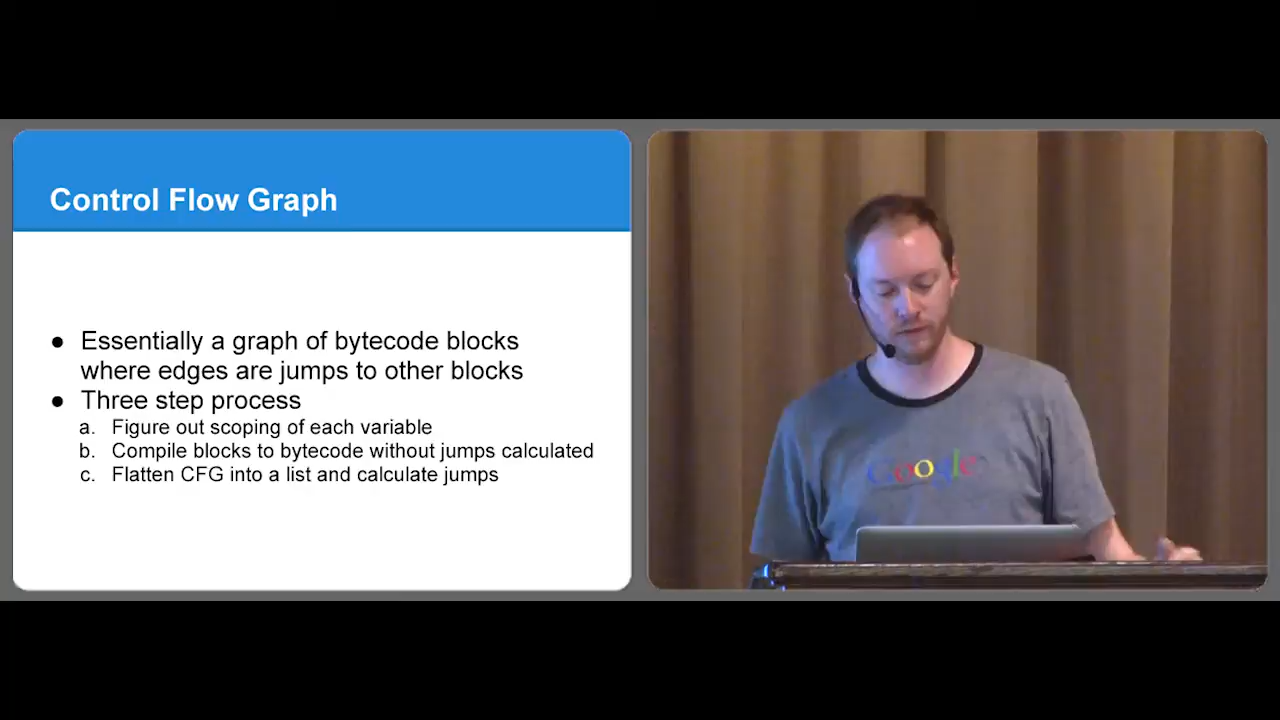 Control Flow Graph
● Essentially a graph of bytecode blocks
where edges are jumps to other blocks
● Three step process
a. Figure out scoping of each variable
b. Compile blocks to bytecode without jumps calculated
c. Flatten CFG into a list and calculate jumps
Google